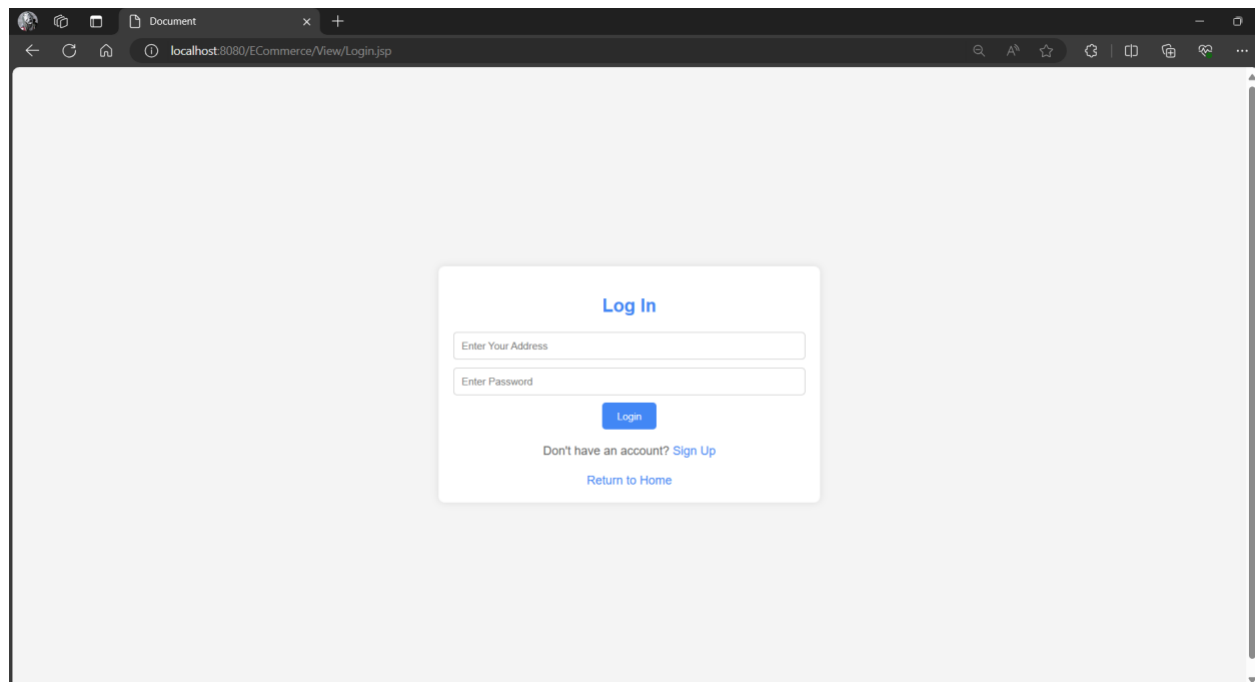 Document
localhost:8080/ECommerce/View/Login.jsp
Log In
Enter Your Address
Enter Password
Login
Don't have an account? Sign Up
Return to Home